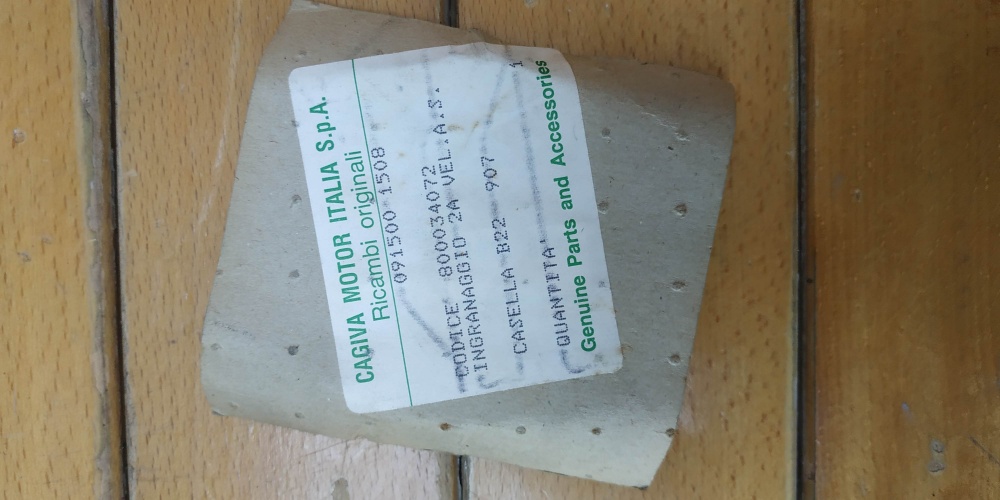 CAGIVA MOTOR ITALIA S.p.A.
Ricambi originali
091500 1508
CODICE 800034072
INGRANAGGIO 2A VEL.A.S.
CASELLA B22 907
QUANTITA' 1
Genuine Parts and Accessories